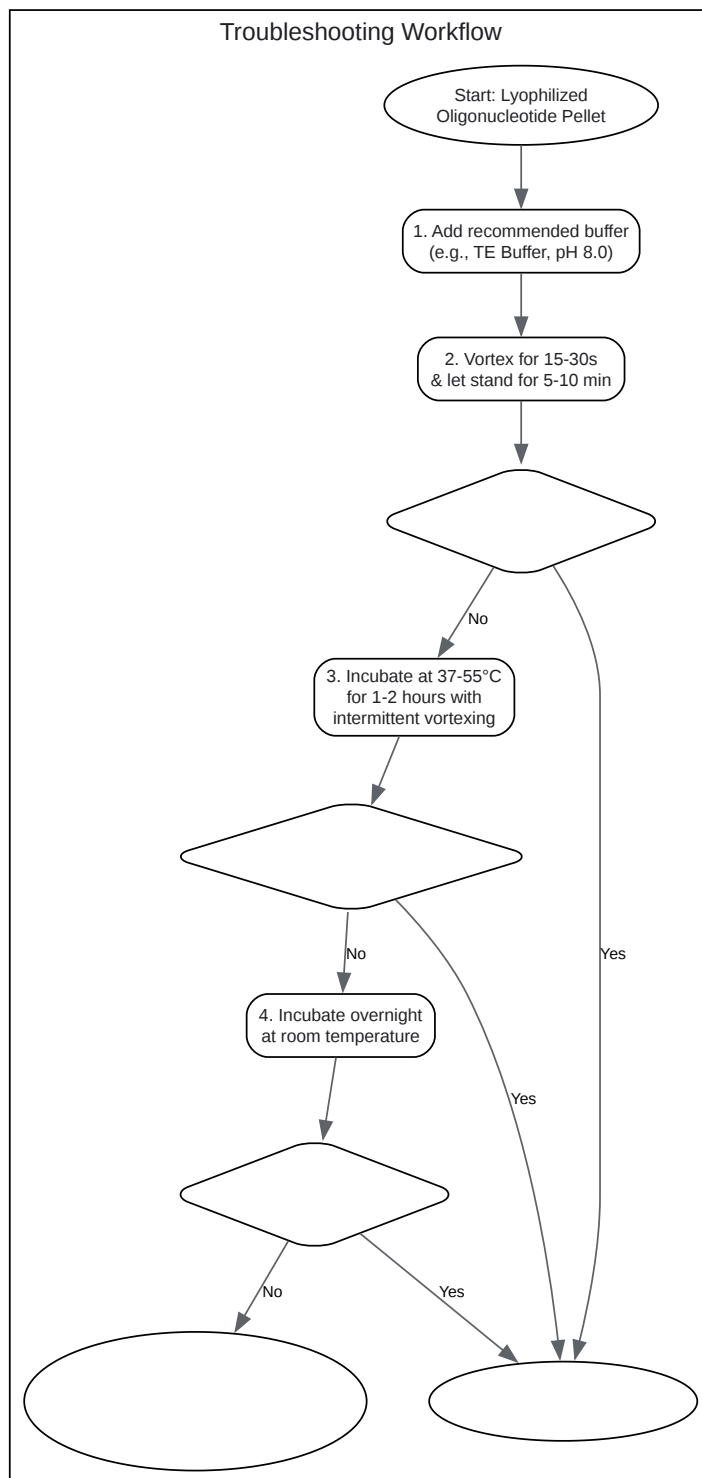 Troubleshooting Workflow
Start: Lyophilized
Oligonucleotide Pellet
1. Add recommended buffer
(e.g., TE Buffer, pH 8.0)
2. Vortex for 15-30s
& let stand for 5-10 min
No
3. Incubate at 37-55°C
for 1-2 hours with
intermittent vortexing
No
Yes
4. Incubate overnight
at room temperature
Yes
No
Yes